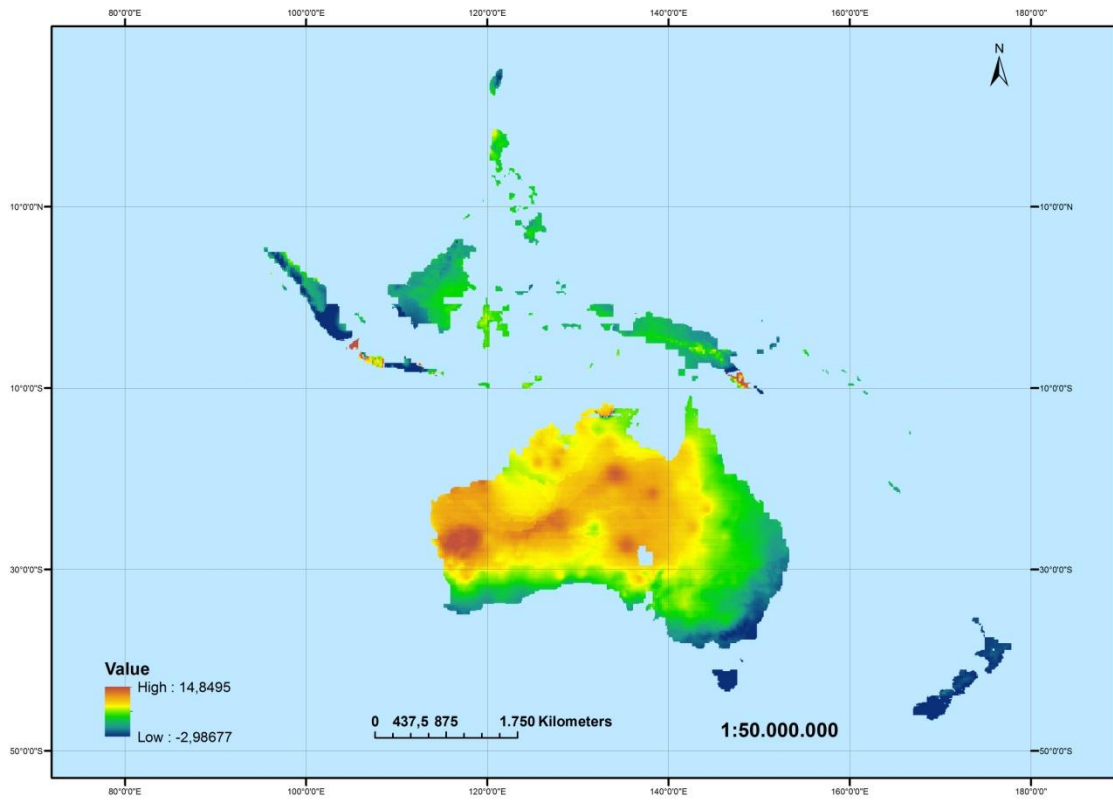 80°0'0"E 100°0'0"E 120°0'0"E 140°0'0"E 160°0'0"E 180°0'0"
N
10°0'0"N 10°0'0"N
10°0'0"S 10°0'0"S
30°0'0"S 30°0'0"S
Value
High : 14,8495
Low : -2,98677
0 437,5 875 1.750 Kilometers
1:50.000.000
50°0'0"S 50°0'0"S
80°0'0"E 100°0'0"E 120°0'0"E 140°0'0"E 160°0'0"E 180°0'0"